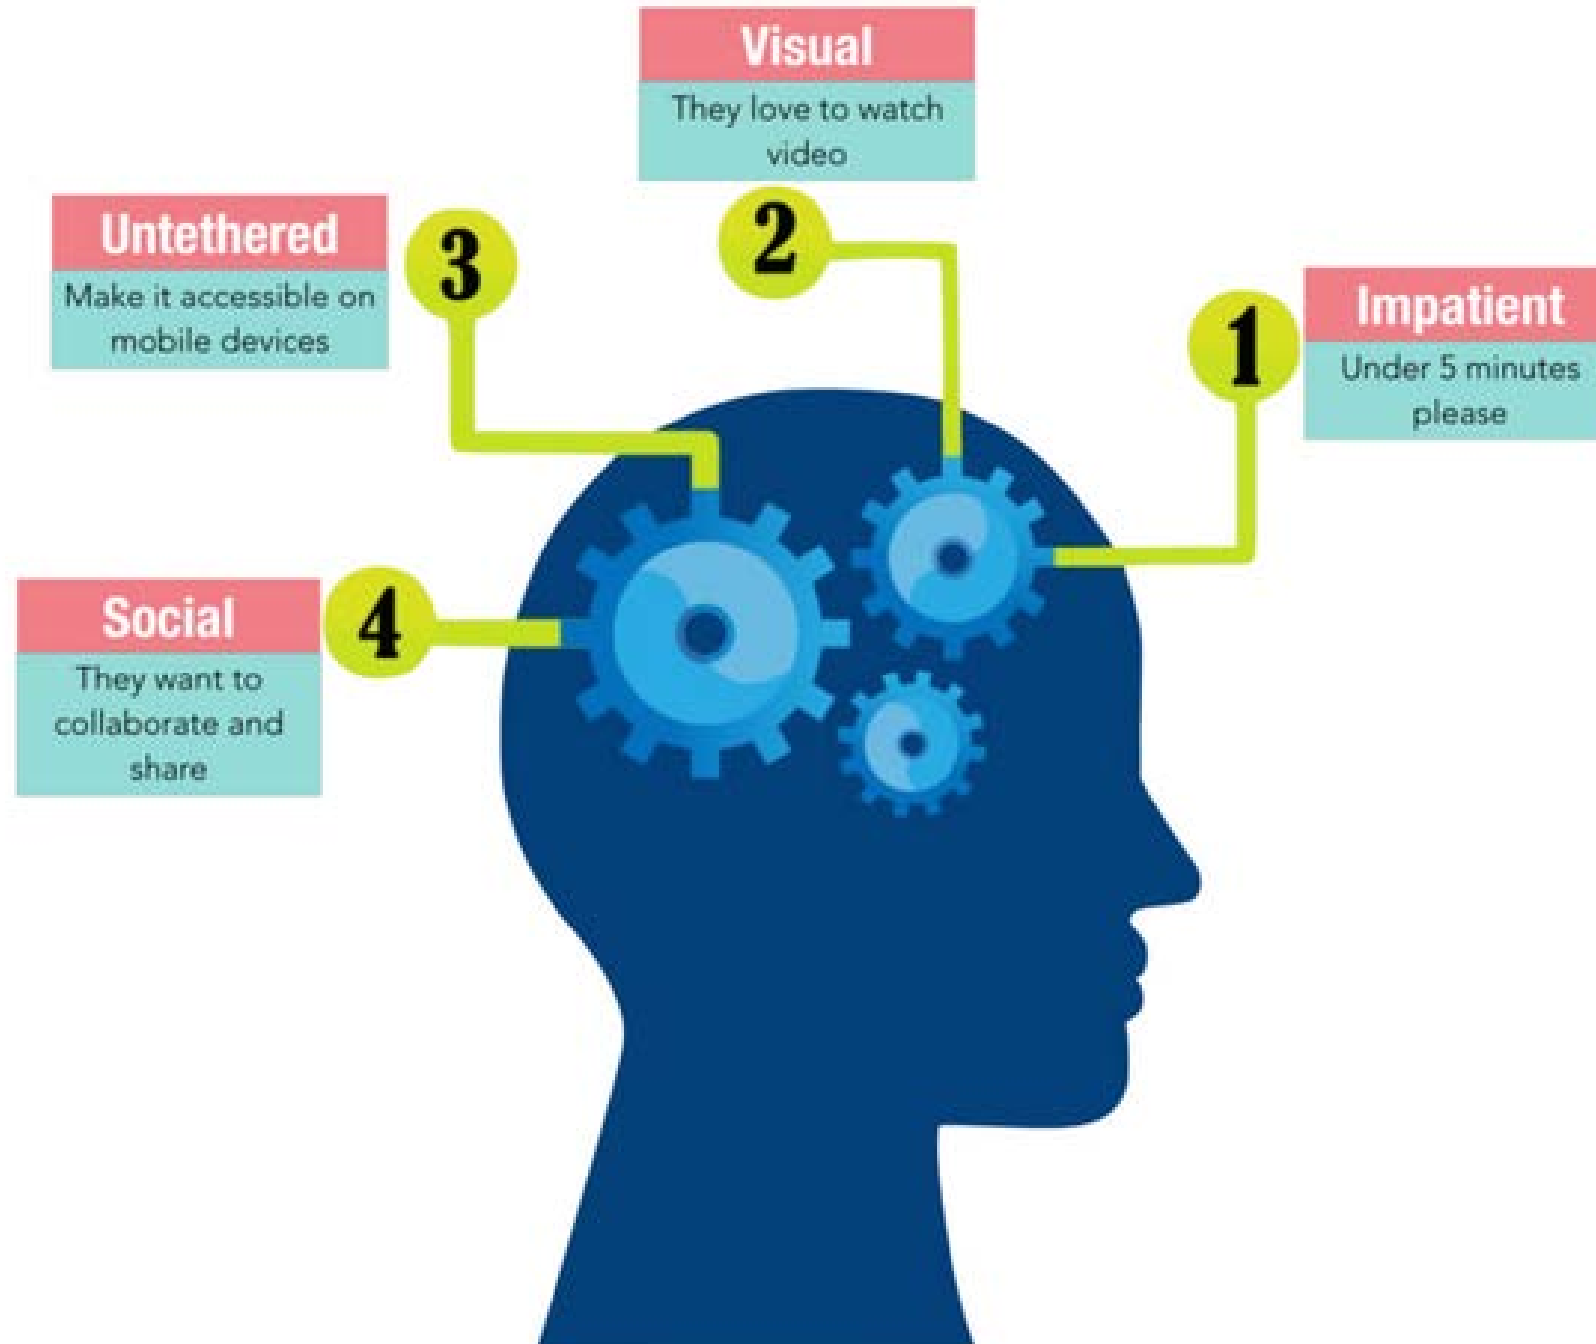 Visual
They love to watch
video
2
Untethered
Make it accessible on
mobile devices
3
1
Impatient
Under 5 minutes
please
Social
They want to
collaborate and
share
4